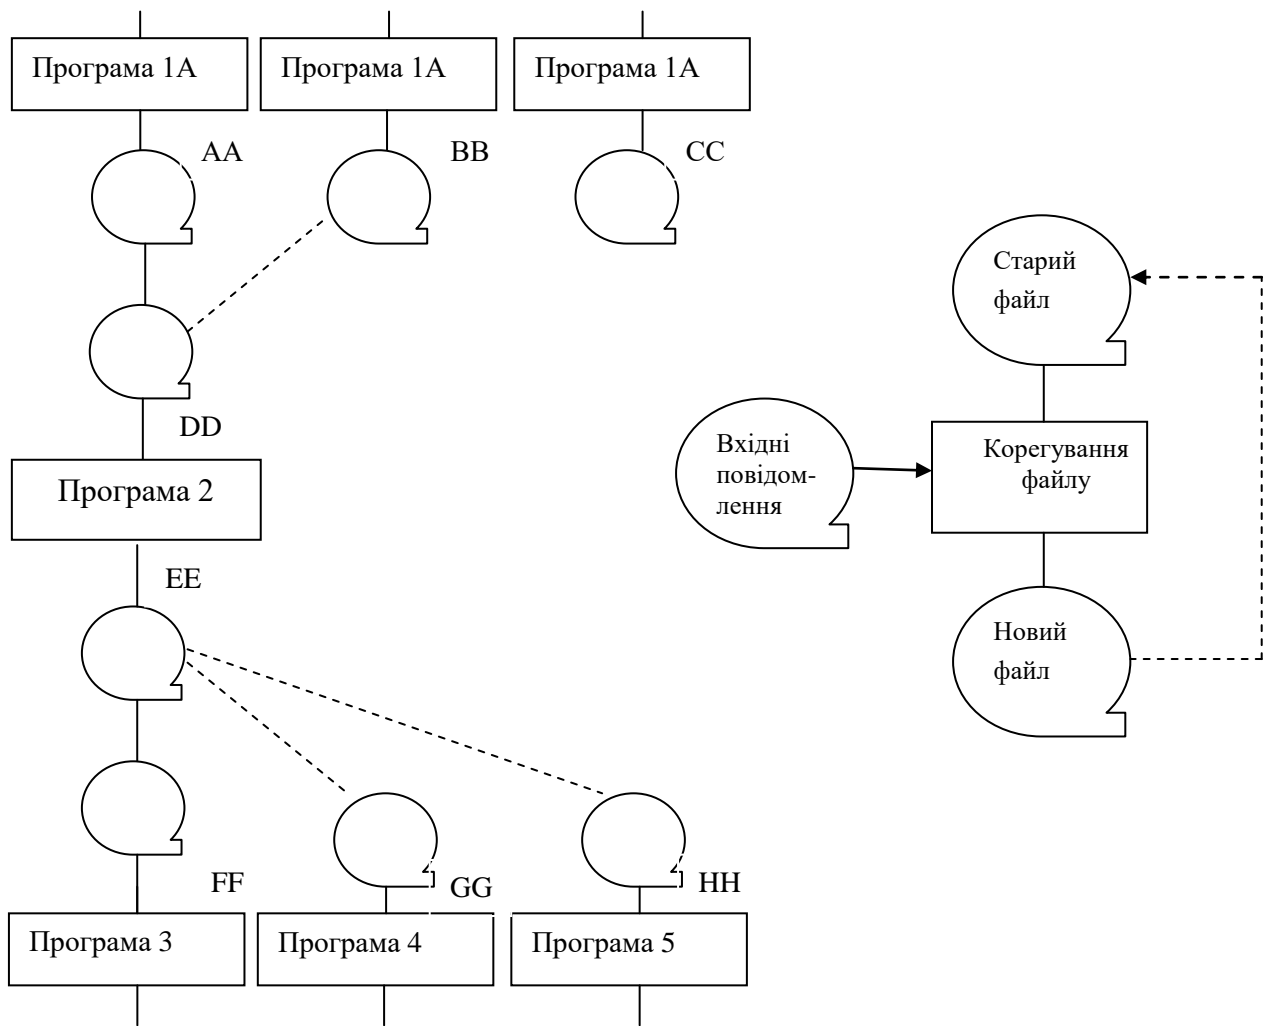 Програма 1А
Програма 1А
Програма 1А
АА
ВВ
СС
DD
Програма 2
ЕЕ
FF
GG
НН
Програма 3
Програма 4
Програма 5
Старий
файл
Вхідні
повідом-
лення
Корегування
файлу
Новий
файл